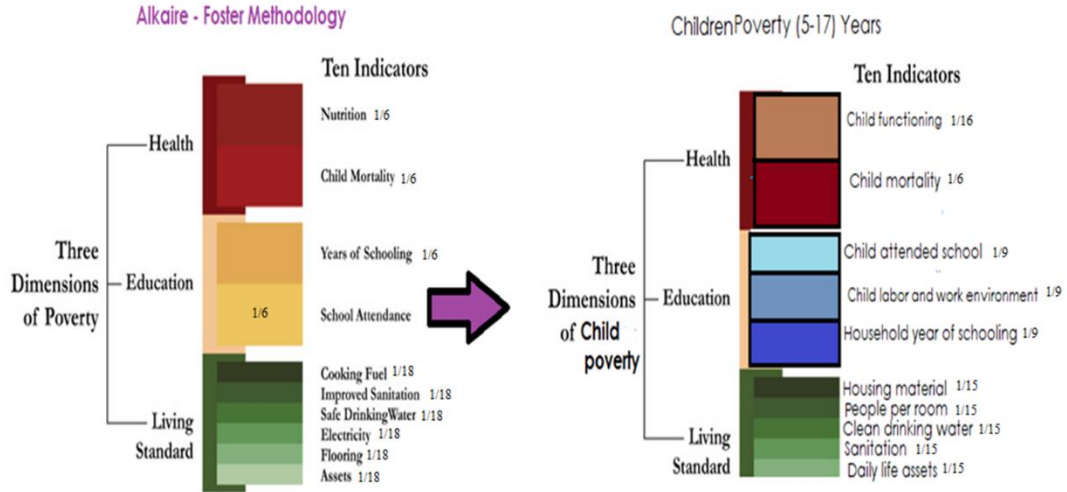 Alkaire - Foster Methodology
Ten Indicators
Nutrition 1/6
Health
Child Mortality 1/6
Three
Dimensions
of Poverty
Years of Schooling 1/6
Education
1/6 School Attendance
Cooking Fuel 1/18
Improved Sanitation 1/18
Safe DrinkingWater 1/18
Living
Standard
Electricity 1/18
Flooring 1/18
Assets 1/18
ChildrenPoverty (5-17) Years
Ten Indicators
Child functioning 1/16
Health
Child mortality 1/6
Three
Dimensions
of Child
poverty
Child attended school 1/9
Education
Child labor and work environment 1/9
Household year of schooling 1/9
Housing material 1/15
People per room 1/15
Clean drinking water 1/15
Living
Standard
Sanitation 1/15
Daily life assets 1/15